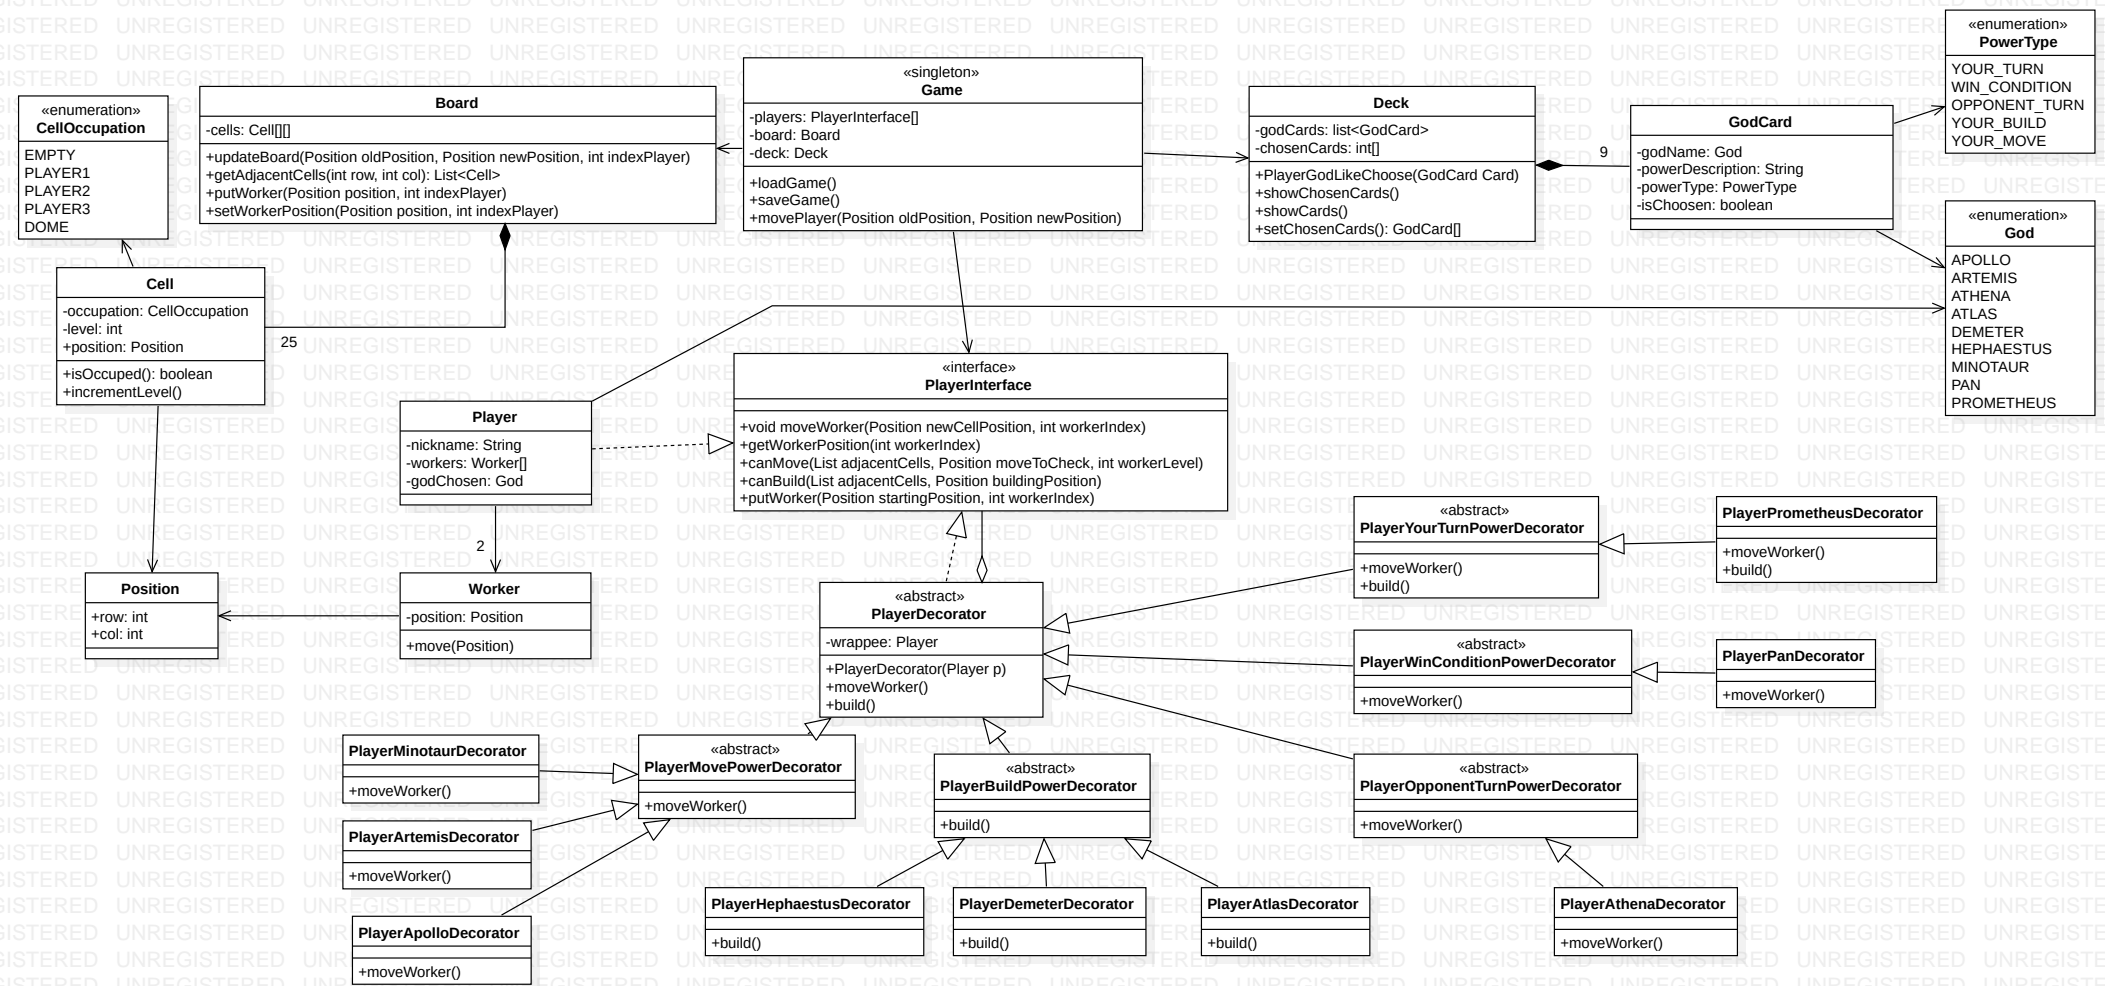 «enumeration»
CellOccupation
EMPTY
PLAYER1
PLAYER2
PLAYER3
DOME
Board
-cells: Cell[][]
+updateBoard(Position oldPosition, Position newPosition, int indexPlayer)
+getAdjacentCells(int row, int col): List<Cell>
+putWorker(Position position, int indexPlayer)
+setWorkerPosition(Position position, int indexPlayer)
«singleton»
Game
-players: PlayerInterface[]
-board: Board
-deck: Deck
+loadGame()
+saveGame()
+movePlayer(Position oldPosition, Position newPosition)
Deck
-godCards: list<GodCard>
-chosenCards: int[]
+PlayerGodLikeChoose(GodCard Card)
+showChosenCards()
+showCards()
+setChosenCards(): GodCard[]
9
GodCard
-godName: God
-powerDescription: String
-powerType: PowerType
-isChoosen: boolean
«enumeration»
PowerType
YOUR_TURN
WIN_CONDITION
OPPONENT_TURN
YOUR_BUILD
YOUR_MOVE
«enumeration»
God
APOLLO
ARTEMIS
ATHENA
ATLAS
DEMETER
HEPHAESTUS
MINOTAUR
PAN
PROMETHEUS
Cell
-occupation: CellOccupation
-level: int
+position: Position
+isOccuped(): boolean
+incrementLevel()
25
Player
-nickname: String
-workers: Worker[]
-godChosen: God
«interface»
PlayerInterface
+void moveWorker(Position newCellPosition, int workerIndex)
+getWorkerPosition(int workerIndex)
+canMove(List adjacentCells, Position moveToCheck, int workerLevel)
+canBuild(List adjacentCells, Position buildingPosition)
+putWorker(Position startingPosition, int workerIndex)
2
Position
+row: int
+col: int
Worker
-position: Position
+move(Position)
«abstract»
PlayerDecorator
-wrappee: Player
+PlayerDecorator(Player p)
+moveWorker()
+build()
«abstract»
PlayerYourTurnPowerDecorator
+moveWorker()
+build()
PlayerPrometheusDecorator
+moveWorker()
+build()
«abstract»
PlayerWinConditionPowerDecorator
+moveWorker()
PlayerPanDecorator
+moveWorker()
PlayerMinotaurDecorator
+moveWorker()
«abstract»
PlayerMovePowerDecorator
+moveWorker()
«abstract»
PlayerBuildPowerDecorator
+build()
«abstract»
PlayerOpponentTurnPowerDecorator
+moveWorker()
PlayerArtemisDecorator
+moveWorker()
PlayerApolloDecorator
+moveWorker()
PlayerHephaestusDecorator
+build()
PlayerDemeterDecorator
+build()
PlayerAtlasDecorator
+build()
PlayerAthenaDecorator
+moveWorker()
UNREGISTERED